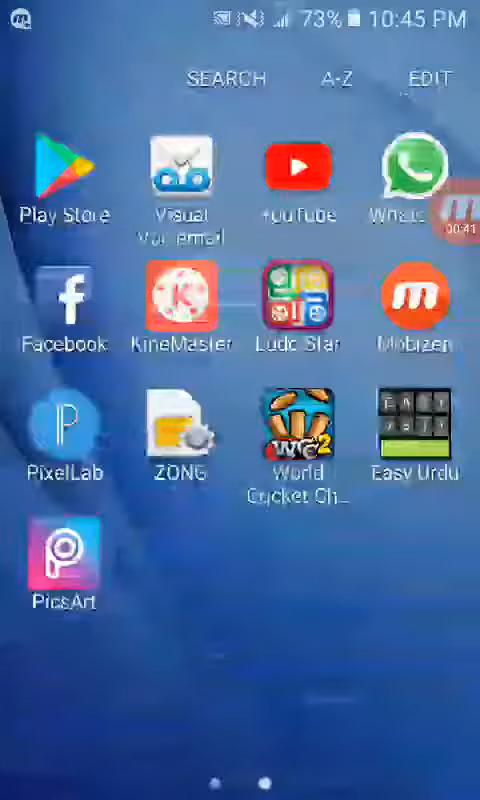 73% 10:45 PM
SEARCH A-Z EDIT
Play Store
Visual
Voicemail
YouTube
Whats
00:41
Facebook
KineMaster
Ludo Star
Mobizen
PixelLab
ZONG
WCC2
World
Cricket Ch...
Easy Urdu
PicsArt